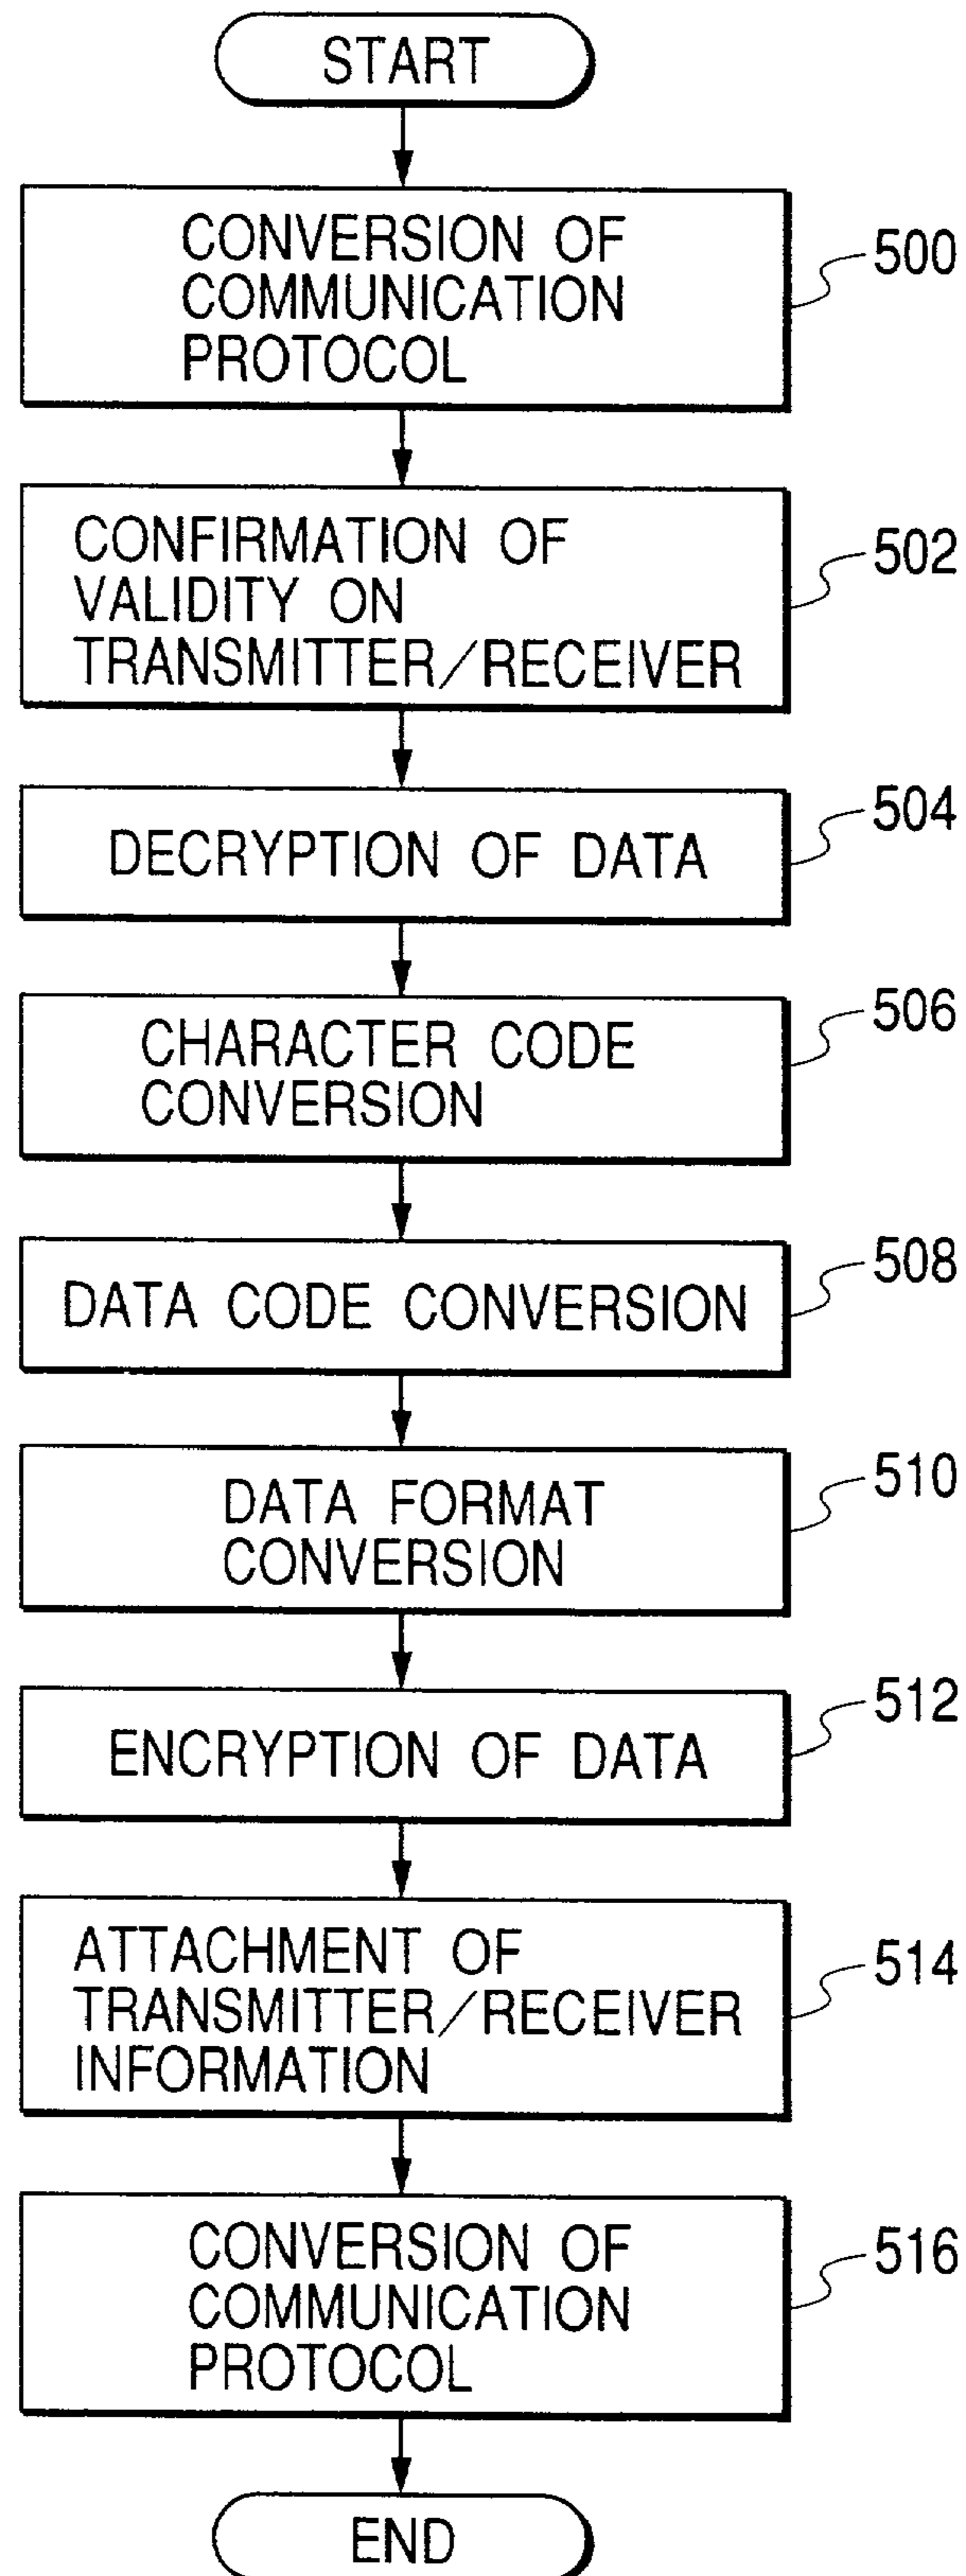 START
CONVERSION OF
COMMUNICATION
PROTOCOL
500
CONFIRMATION OF
VALIDITY ON
TRANSMITTER/RECEIVER
502
DECRYPTION OF DATA
504
CHARACTER CODE
CONVERSION
506
DATA CODE CONVERSION
508
DATA FORMAT
CONVERSION
510
ENCRYPTION OF DATA
512
ATTACHMENT OF
TRANSMITTER/RECEIVER
INFORMATION
514
CONVERSION OF
COMMUNICATION
PROTOCOL
516
END